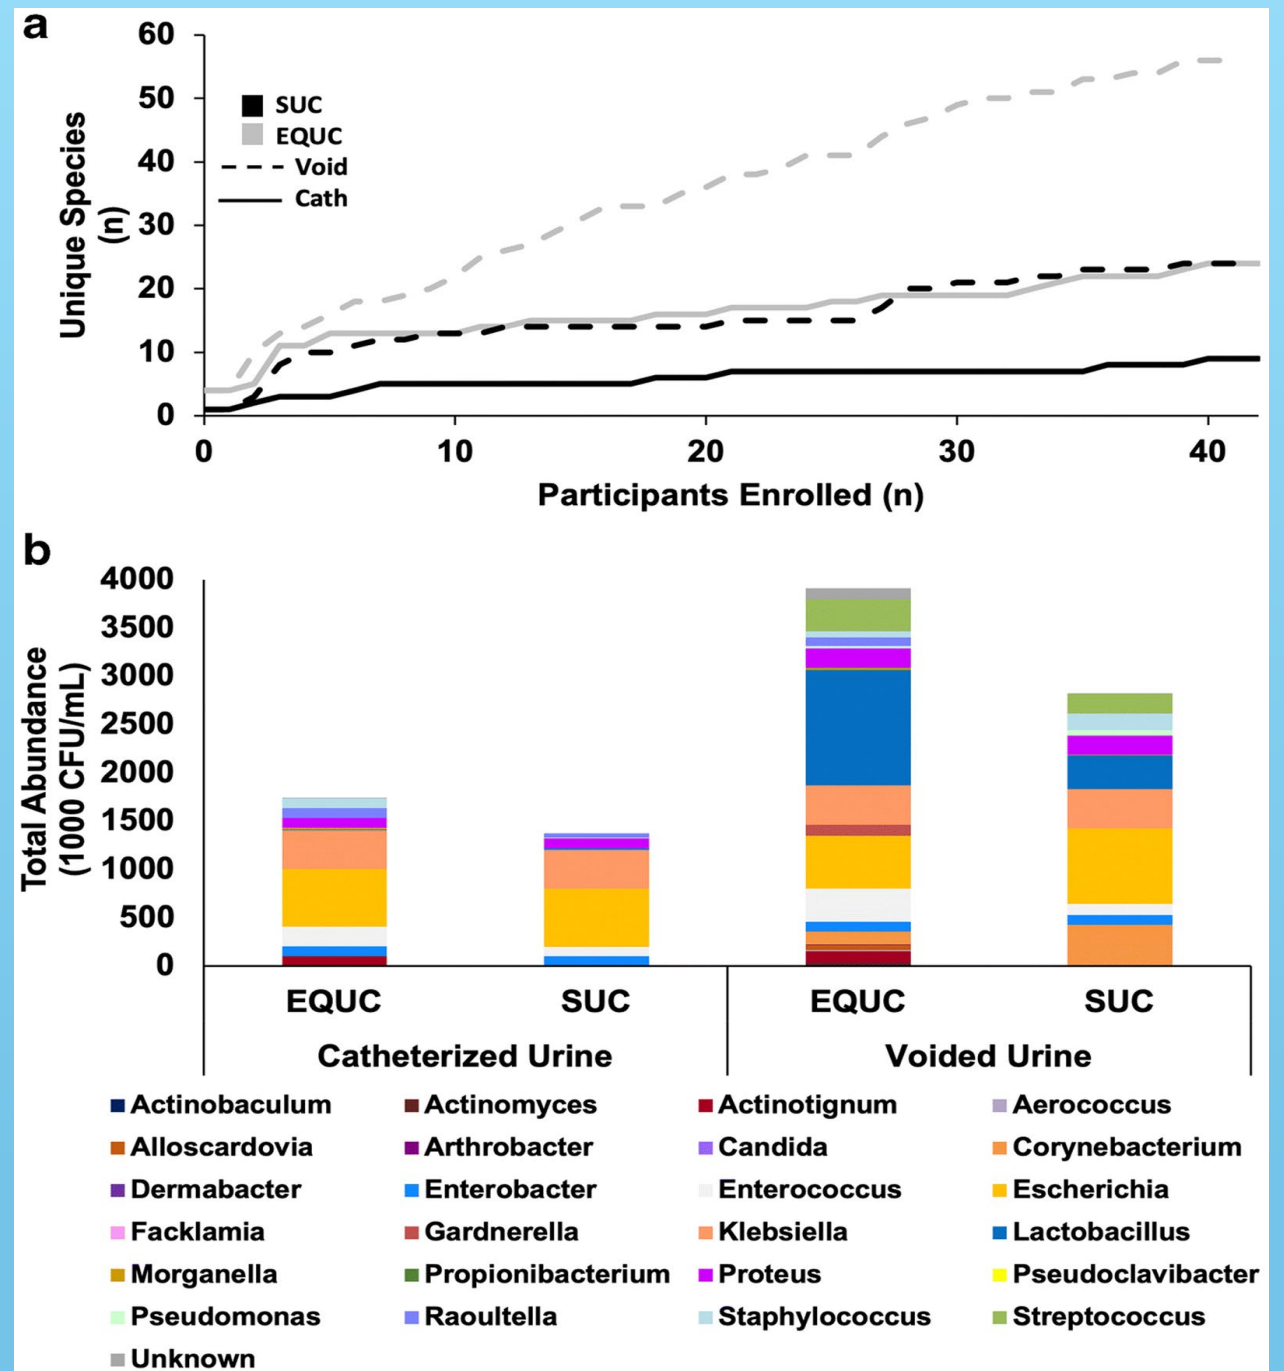 a
60
50
40
30
20
10
0
Unique Species
(n)
SUC
EQUC
Void
Cath
0 10 20 30 40
Participants Enrolled (n)
b
4000
3500
3000
2500
2000
1500
1000
500
0
Total Abundance
(1000 CFU/mL)
EQUC SUC EQUC SUC
Catheterized Urine Voided Urine
Actinobaculum Actinomyces Actinotignum Aerococcus
Alloscardovia Arthrobacter Candida Corynebacterium
Dermabacter Enterobacter Enterococcus Escherichia
Facklamia Gardnerella Klebsiella Lactobacillus
Morganella Propionibacterium Proteus Pseudoclavibacter
Pseudomonas Raoultella Staphylococcus Streptococcus
Unknown